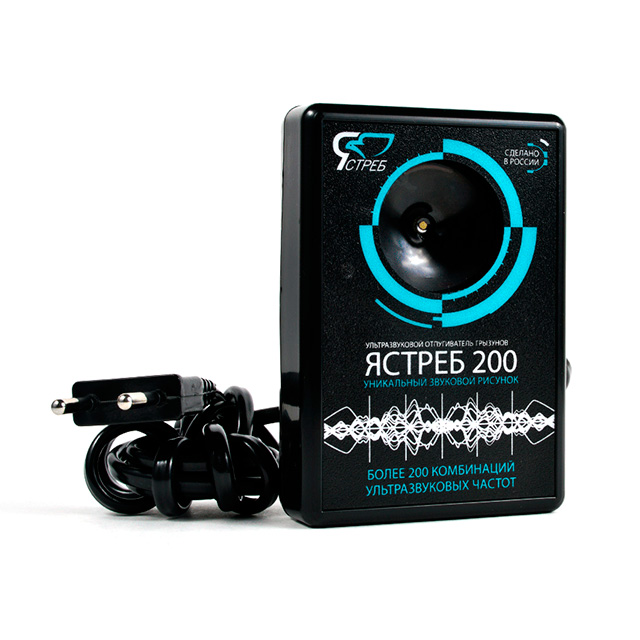 ЯСТРЕБ
СДЕЛАНО
В РОССИИ
УЛЬТРАЗВУКОВОЙ ОТПУГИВАТЕЛЬ ГРЫЗУНОВ
ЯСТРЕБ 200
УНИКАЛЬНЫЙ ЗВУКОВОЙ РИСУНОК
БОЛЕЕ 200 КОМБИНАЦИЙ
УЛЬТРАЗВУКОВЫХ ЧАСТОТ